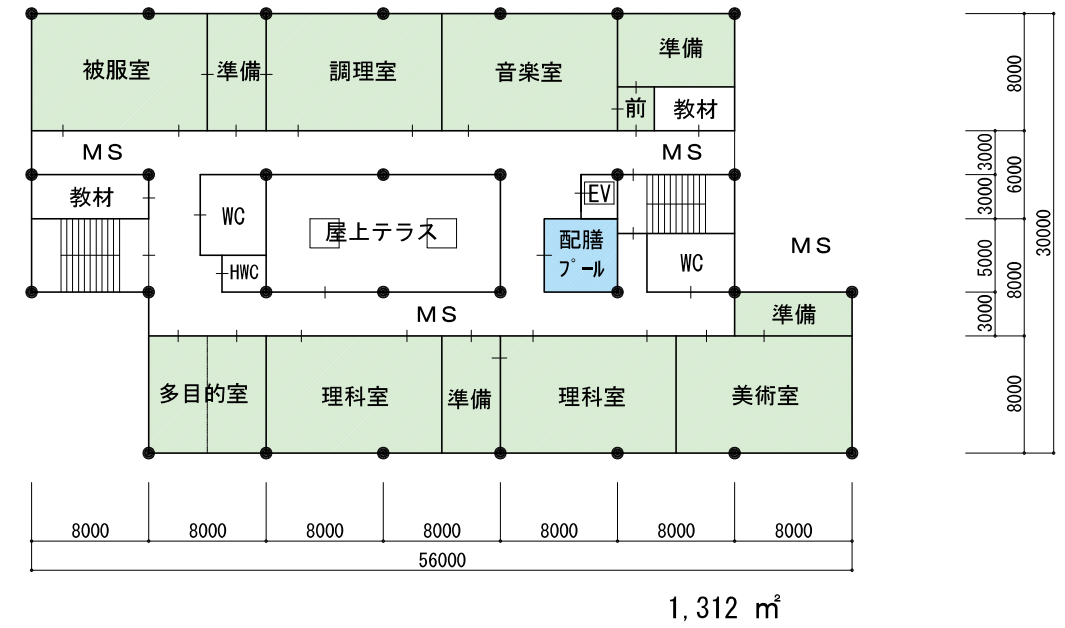 被服室
準備
調理室
音楽室
準備
前
教材
8000
MS
MS
3000
6000
教材
WC
屋上テラス
EV
3000
配膳
プール
WC
HWC
MS
5000
8000
30000
MS
準備
3000
多目的室
理科室
準備
理科室
美術室
8000
8000
8000
8000
8000
8000
8000
8000
56000
1,312 ㎡